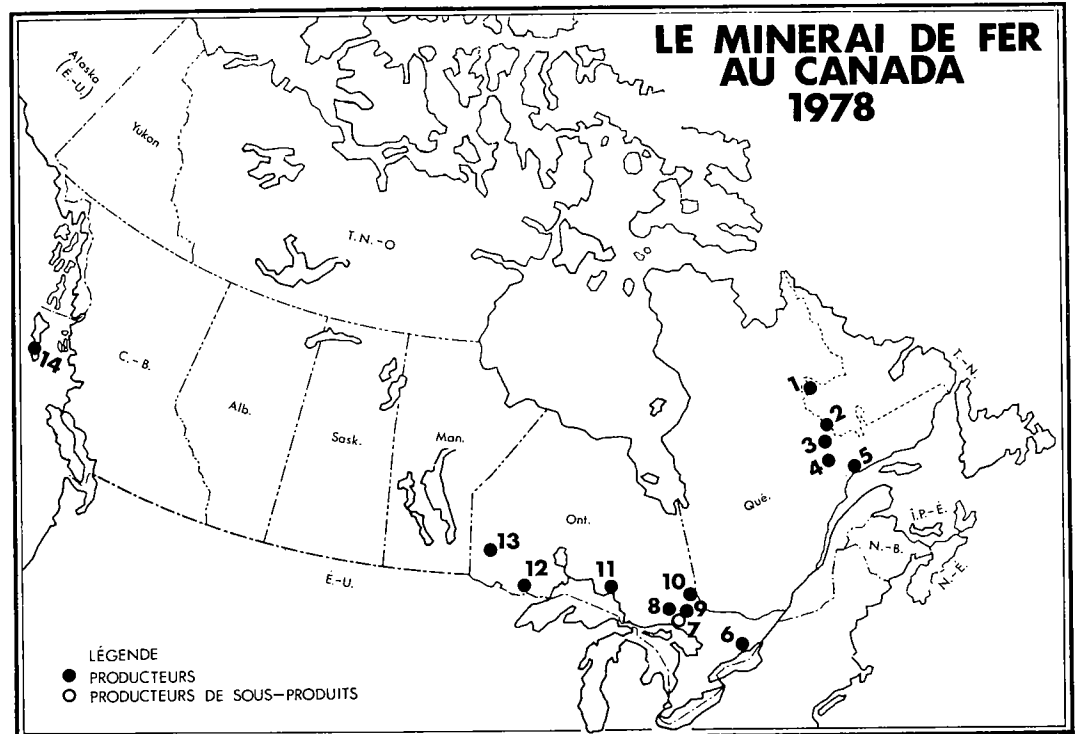 LE MINERAI DE FER
AU CANADA
1978
Alaska
(É.-U.)
Yukon
T.N.-O
C.-B.
Alb.
Sask.
Man.
Ont.
Qué.
T.-N.
Î.P.-É.
N.-B.
N.-É.
É.-U.
1
2
3
4
5
6
7
8
9
10
11
12
13
14
LÉGENDE
PRODUCTEURS
PRODUCTEURS DE SOUS-PRODUITS